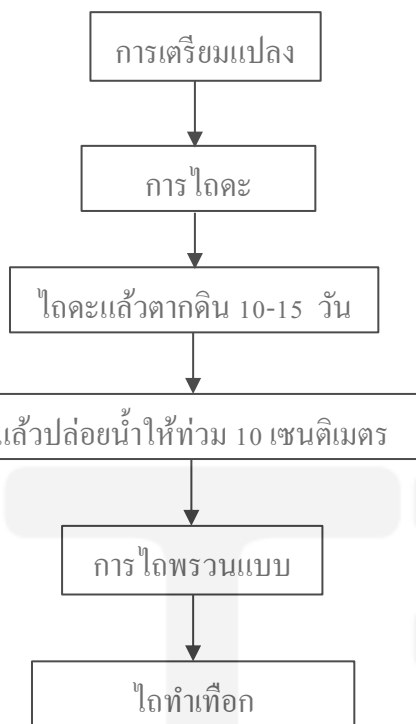 การเตรียมแปลง
การไถดะ
ไถดะแล้วตากดิน 10-15 วัน
แล้วปล่อยน้ำให้ท่วม 10 เซนติเมตร
การไถพรวนแบบ
ไถทำเทือก